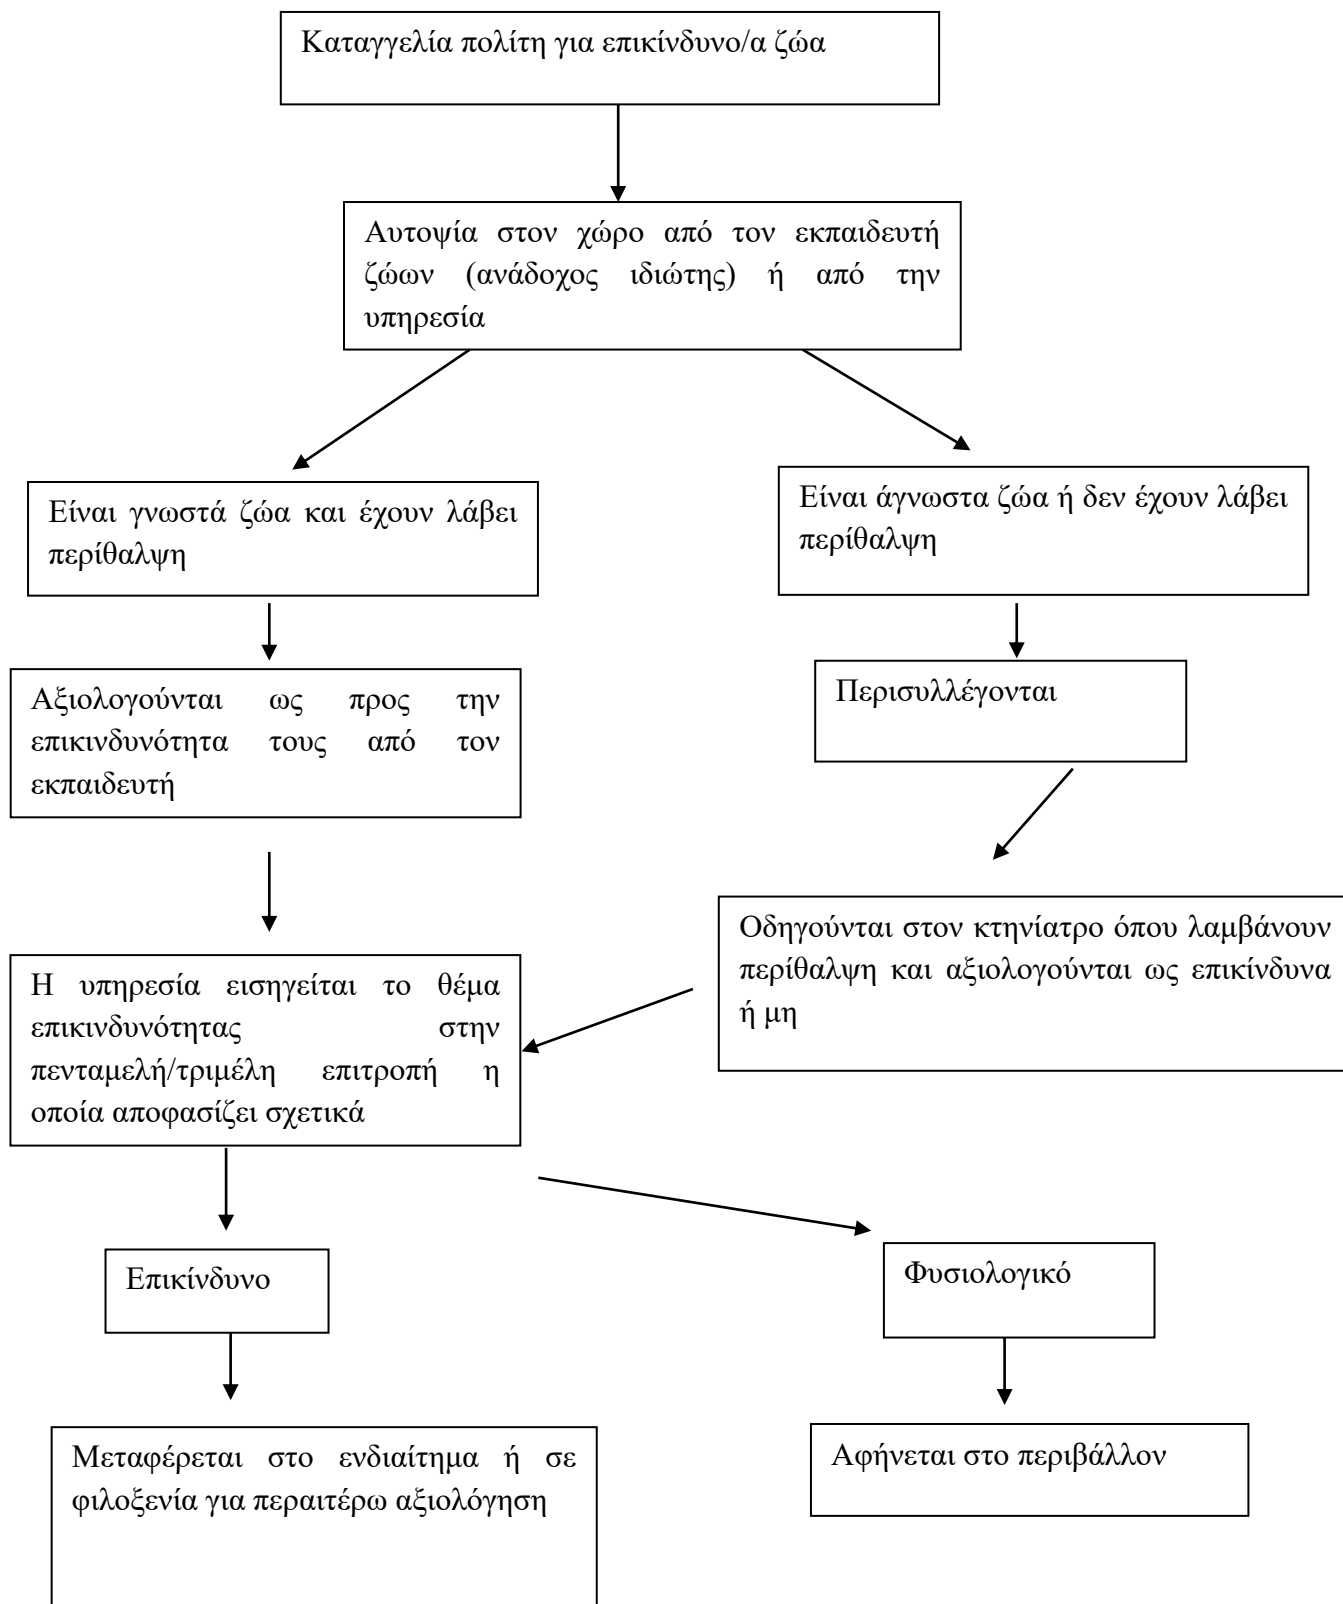 Καταγγελία πολίτη για επικίνδυνο/α ζώα
Αυτοψία στον χώρο από τον εκπαιδευτή
ζώων (ανάδοχος ιδιώτης) ή από την
υπηρεσία
Είναι γνωστά ζώα και έχουν λάβει
περίθαλψη
Είναι άγνωστα ζώα ή δεν έχουν λάβει
περίθαλψη
Αξιολογούνται ως προς την
επικινδυνότητα τους από τον
εκπαιδευτή
Περισυλλέγονται
Οδηγούνται στον κτηνίατρο όπου λαμβάνουν
περίθαλψη και αξιολογούνται ως επικίνδυνα
ή μη
Η υπηρεσία εισηγείται το θέμα
επικινδυνότητας στην
πενταμελή/τριμέλη επιτροπή η
οποία αποφασίζει σχετικά
Επικίνδυνο
Φυσιολογικό
Μεταφέρεται στο ενδιαίτημα ή σε
φιλοξενία για περαιτέρω αξιολόγηση
Αφήνεται στο περιβάλλον